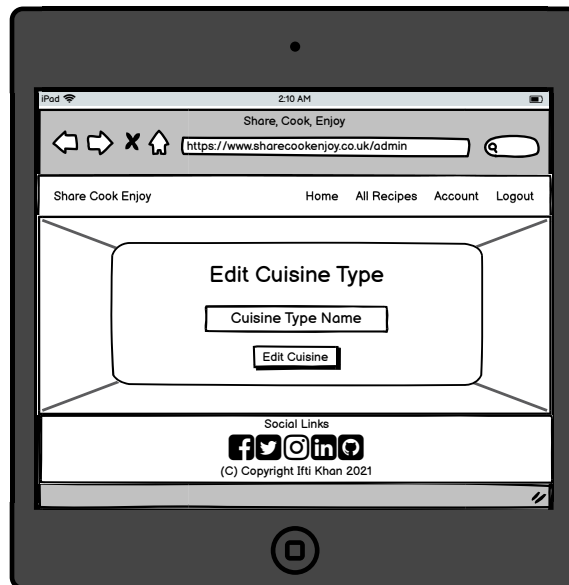 iPad 2:10 AM
Share, Cook, Enjoy
https://www.sharecookenjoy.co.uk/admin
Share Cook Enjoy Home All Recipes Account Logout
Edit Cuisine Type
Cuisine Type Name
Edit Cuisine
Social Links
(C) Copyright Ifti Khan 2021